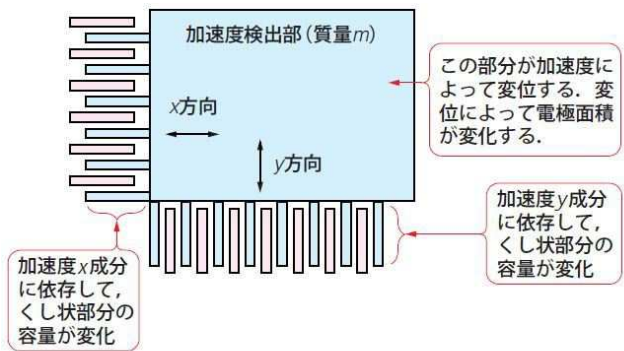 加速度検出部(質量m)
この部分が加速度に
よって変位する．変
位によって電極面積
が変化する．
x方向
y方向
加速度y成分
に依存して，
くし状部分の
容量が変化
加速度x成分
に依存して，
くし状部分の
容量が変化